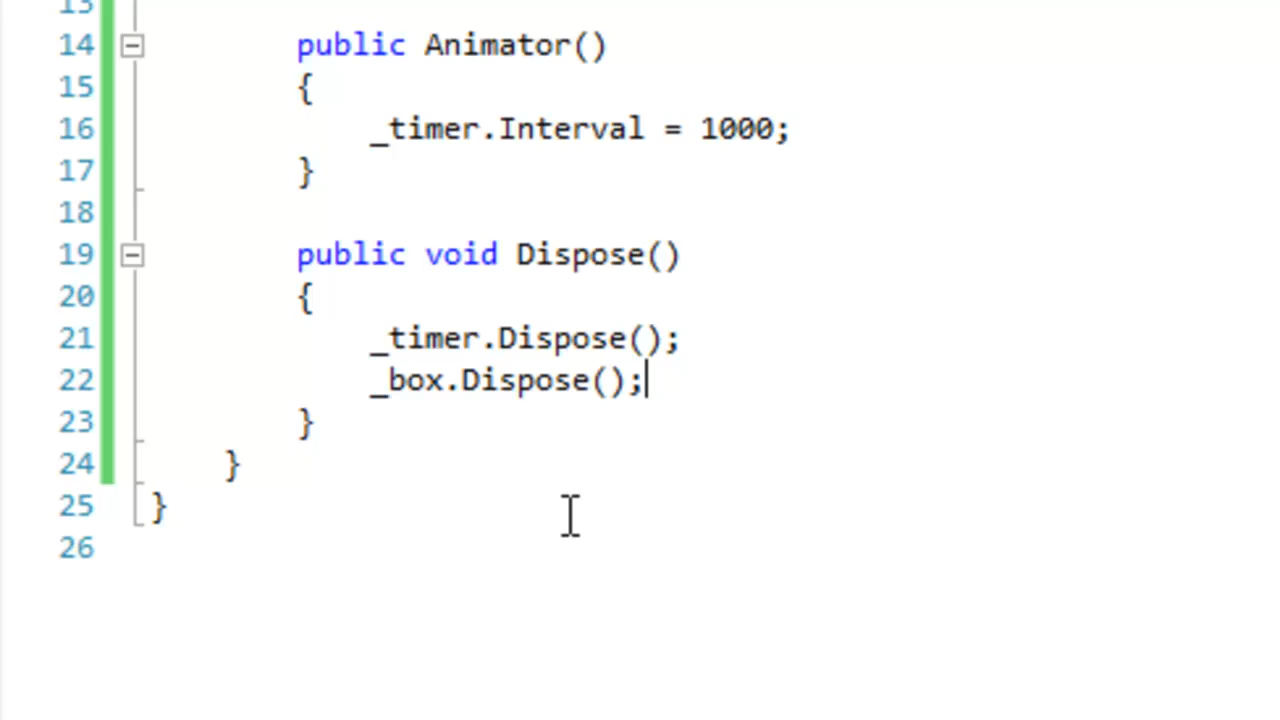 13
14 public Animator()
15 {
16 _timer.Interval = 1000;
17 }
18
19 public void Dispose()
20 {
21 _timer.Dispose();
22 _box.Dispose();
23 }
24 }
25 }
26